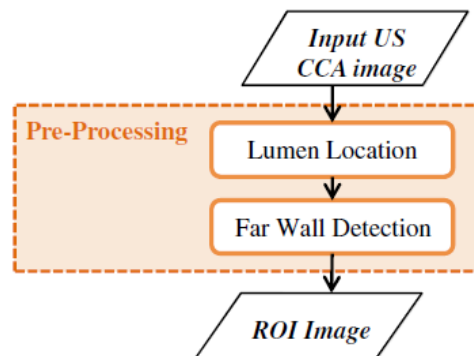 Input US
CCA image
Pre-Processing
Lumen Location
Far Wall Detection
ROI Image